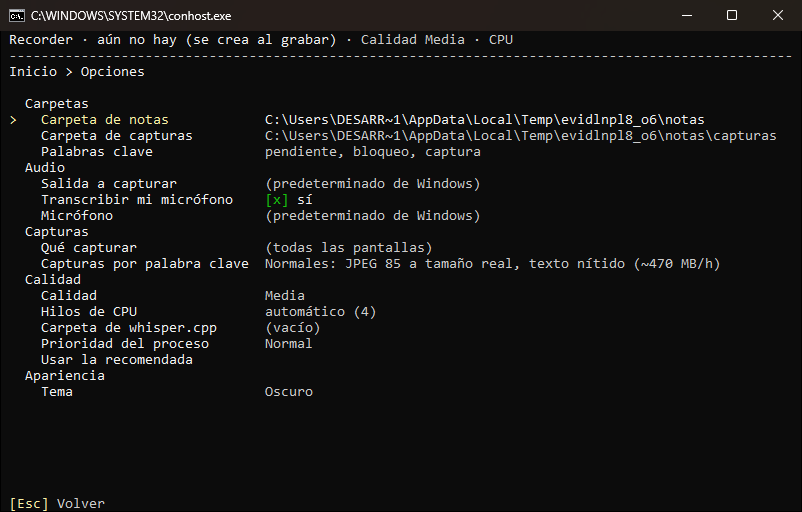 C:\WINDOWS\SYSTEM32\conhost.exe
Recorder · aún no hay (se crea al grabar) · Calidad Media · CPU
--------------------------------------------------------------------------------------------------
Inicio > Opciones
Carpetas
> Carpeta de notas C:\Users\DESARR~1\AppData\Local\Temp\evidlnpl8_o6\notas
Carpeta de capturas C:\Users\DESARR~1\AppData\Local\Temp\evidlnpl8_o6\notas\capturas
Palabras clave pendiente, bloqueo, captura
Audio
Salida a capturar (predeterminado de Windows)
Transcribir mi micrófono [x] sí
Micrófono (predeterminado de Windows)
Capturas
Qué capturar (todas las pantallas)
Capturas por palabra clave Normales: JPEG 85 a tamaño real, texto nítido (~470 MB/h)
Calidad
Calidad Media
Hilos de CPU automático (4)
Carpeta de whisper.cpp (vacío)
Prioridad del proceso Normal
Usar la recomendada
Apariencia
Tema Oscuro
[Esc] Volver